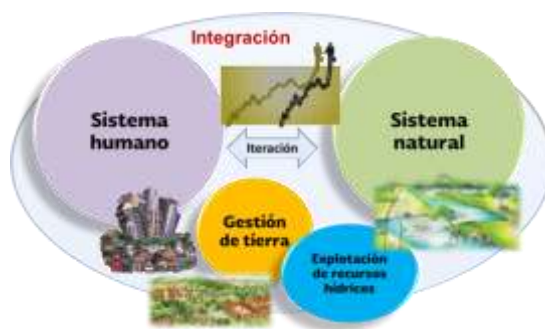 Integración
Sistema
humano
Iteración
Sistema
natural
Gestión
de tierra
Explotación
de recursos
hídricos